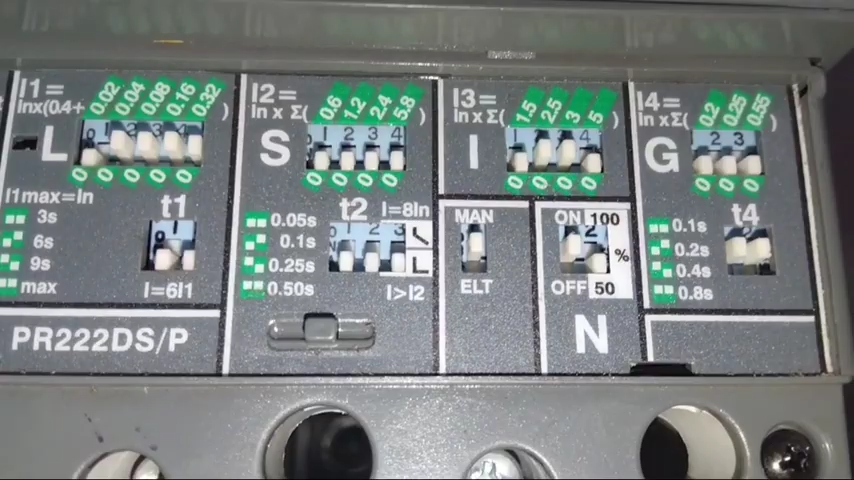 I1=
Inx(0.4+ 0.02 0.04 0.08 0.16 0.32 )
L
0 0 0 0 0
I1max=In
3s
6s
9s
max
t1
I=6I1
I2=
In x Σ( 0.6 1.2 2.4 5.8 )
S
1 2 3 4
0 0 0 0
0.05s
0.1s
0.25s
0.50s
t2
I=8In
1 2 3
I>I2
I3=
In x Σ( 1.5 2.5 3 5 )
I
0 0 0 0
MAN
ELT
ON 100
2
%
OFF 50
N
I4=
In x Σ( 0.2 0.25 0.55 )
G
2 3
0 0 0
0.1s
0.2s
0.4s
0.8s
t4
PR222DS/P